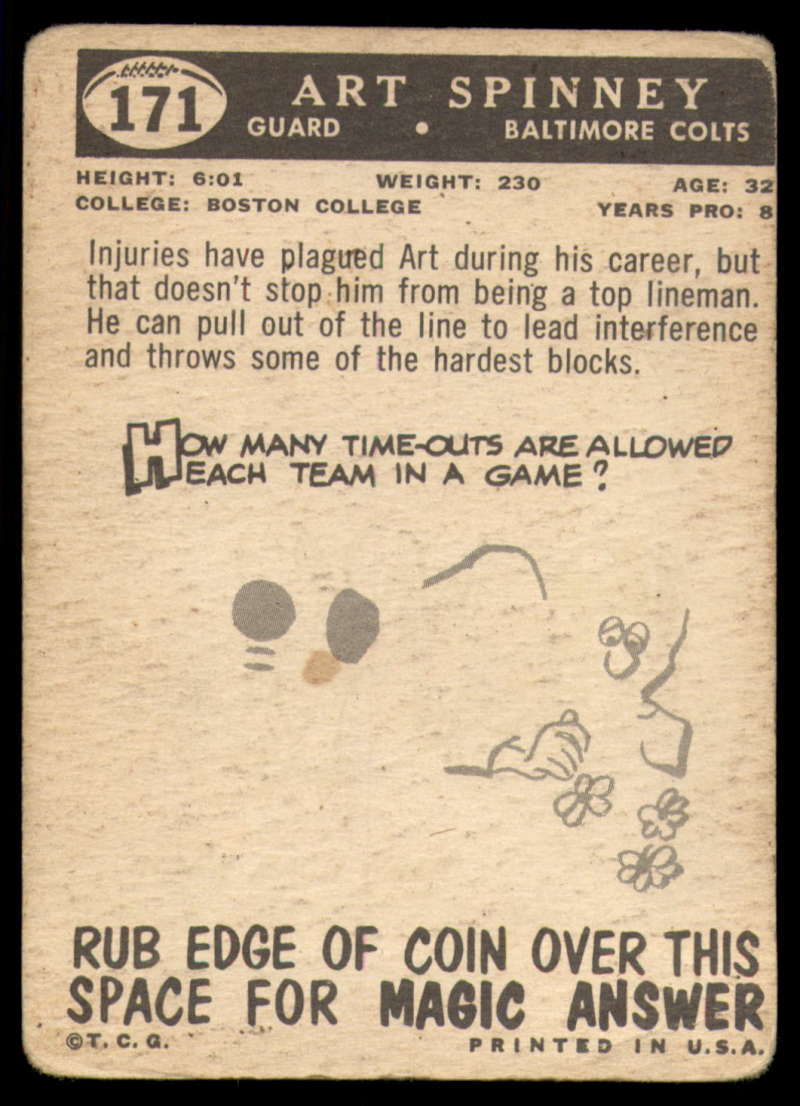 171
ART SPINNEY
GUARD • BALTIMORE COLTS
HEIGHT: 6:01 WEIGHT: 230 AGE: 32
COLLEGE: BOSTON COLLEGE YEARS PRO: 8
Injuries have plagued Art during his career, but
that doesn't stop him from being a top lineman.
He can pull out of the line to lead interference
and throws some of the hardest blocks.
HOW MANY TIME-OUTS ARE ALLOWED
EACH TEAM IN A GAME?
RUB EDGE OF COIN OVER THIS
SPACE FOR MAGIC ANSWER
©T. C. G. PRINTED IN U.S.A.